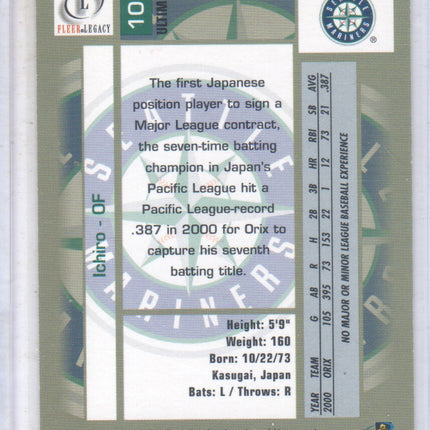 FLEER LEGACY
10
ULTIM
SEATTLE
MARINERS
®
The first Japanese
position player to sign a
Major League contract,
the seven-time batting
champion in Japan's
Pacific League hit a
Pacific League-record
.387 in 2000 for Orix to
capture his seventh
batting title.
Ichiro - OF
SEATTLE
MARINERS
Height: 5'9"
Weight: 160
Born: 10/22/73
Kasugai, Japan
Bats: L / Throws: R
YEAR TEAM G AB R H 2B 3B HR RBI SB AVG
2000 ORIX 105 395 73 153 22 1 12 73 21 .387
NO MAJOR OR MINOR LEAGUE BASEBALL EXPERIENCE